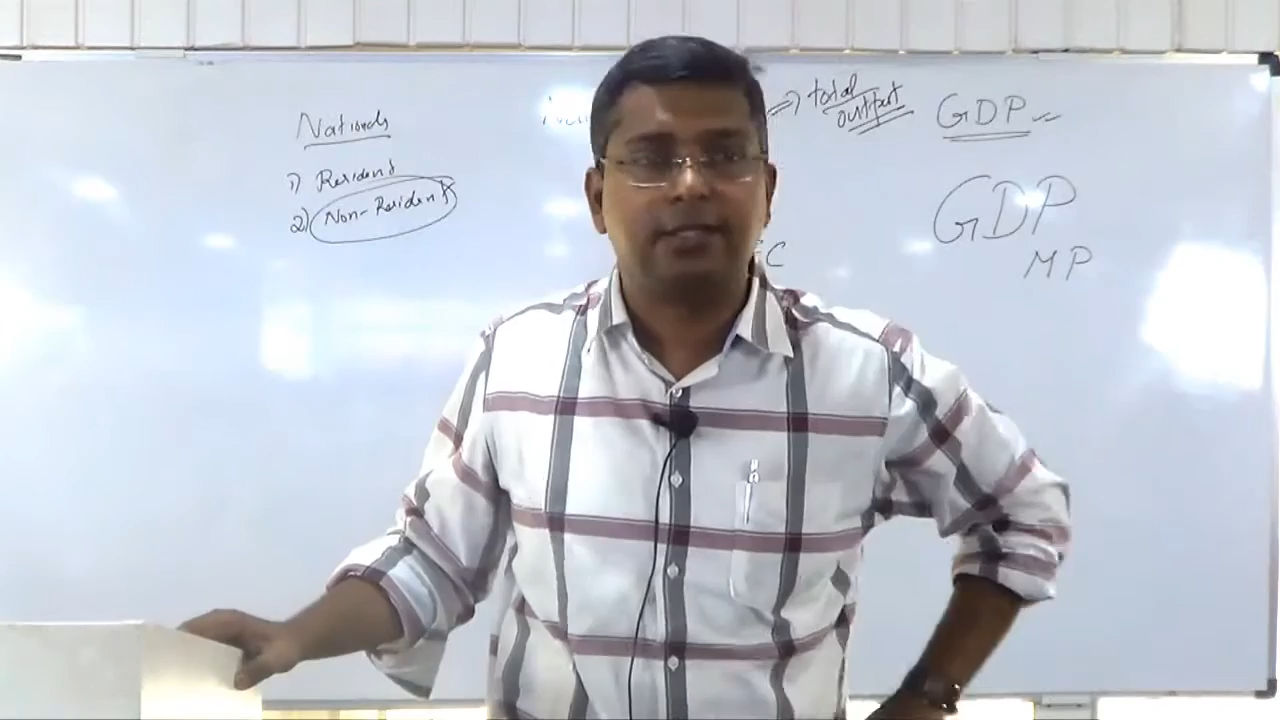 Nationals
1) Resident
2) Non-Resident
=> total
output
GDP
GDP
MP